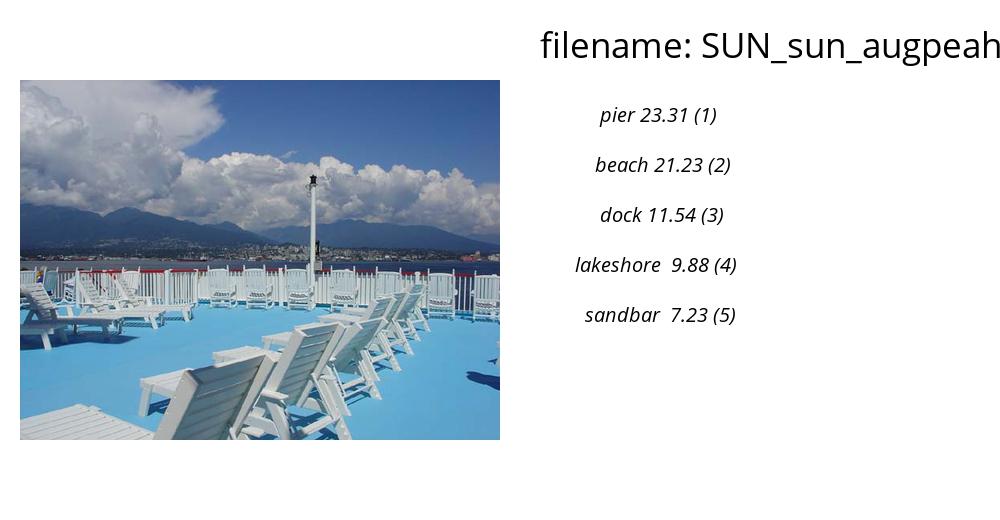 filename: SUN_sun_augpeah
pier 23.31 (1)
beach 21.23 (2)
dock 11.54 (3)
lakeshore 9.88 (4)
sandbar 7.23 (5)